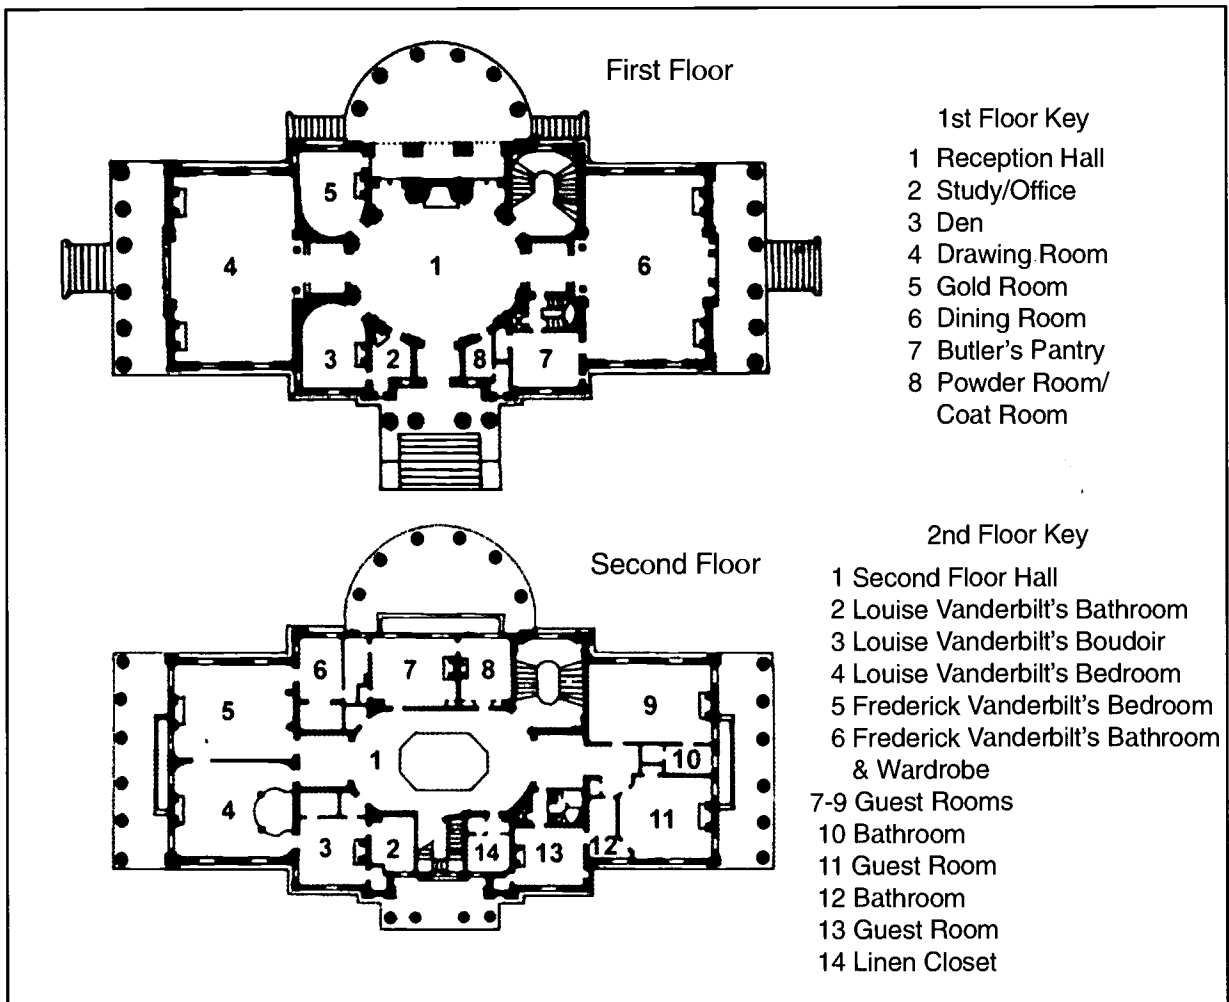 First Floor
5
4
1
6
3
2
8
7
1st Floor Key
1 Reception Hall
2 Study/Office
3 Den
4 Drawing Room
5 Gold Room
6 Dining Room
7 Butler's Pantry
8 Powder Room/
Coat Room
Second Floor
6
7
8
5
9
1
10
4
11
3
2
14
13
12
2nd Floor Key
1 Second Floor Hall
2 Louise Vanderbilt's Bathroom
3 Louise Vanderbilt's Boudoir
4 Louise Vanderbilt's Bedroom
5 Frederick Vanderbilt's Bedroom
6 Frederick Vanderbilt's Bathroom
& Wardrobe
7-9 Guest Rooms
10 Bathroom
11 Guest Room
12 Bathroom
13 Guest Room
14 Linen Closet